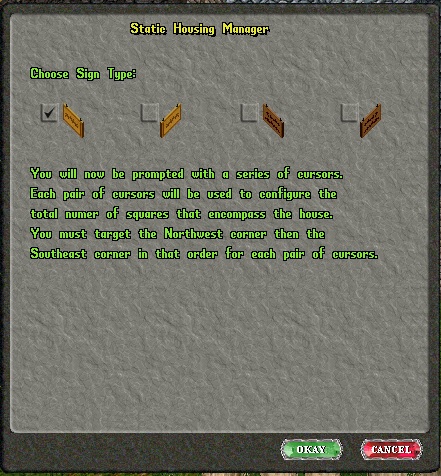 Static Housing Manager
Choose Sign Type:
You will now be prompted with a series of cursors.
Each pair of cursors will be used to configure the
total numer of squares that encompass the house.
You must target the Northwest corner then the
Southeast corner in that order for each pair of cursors.
OKAY
CANCEL